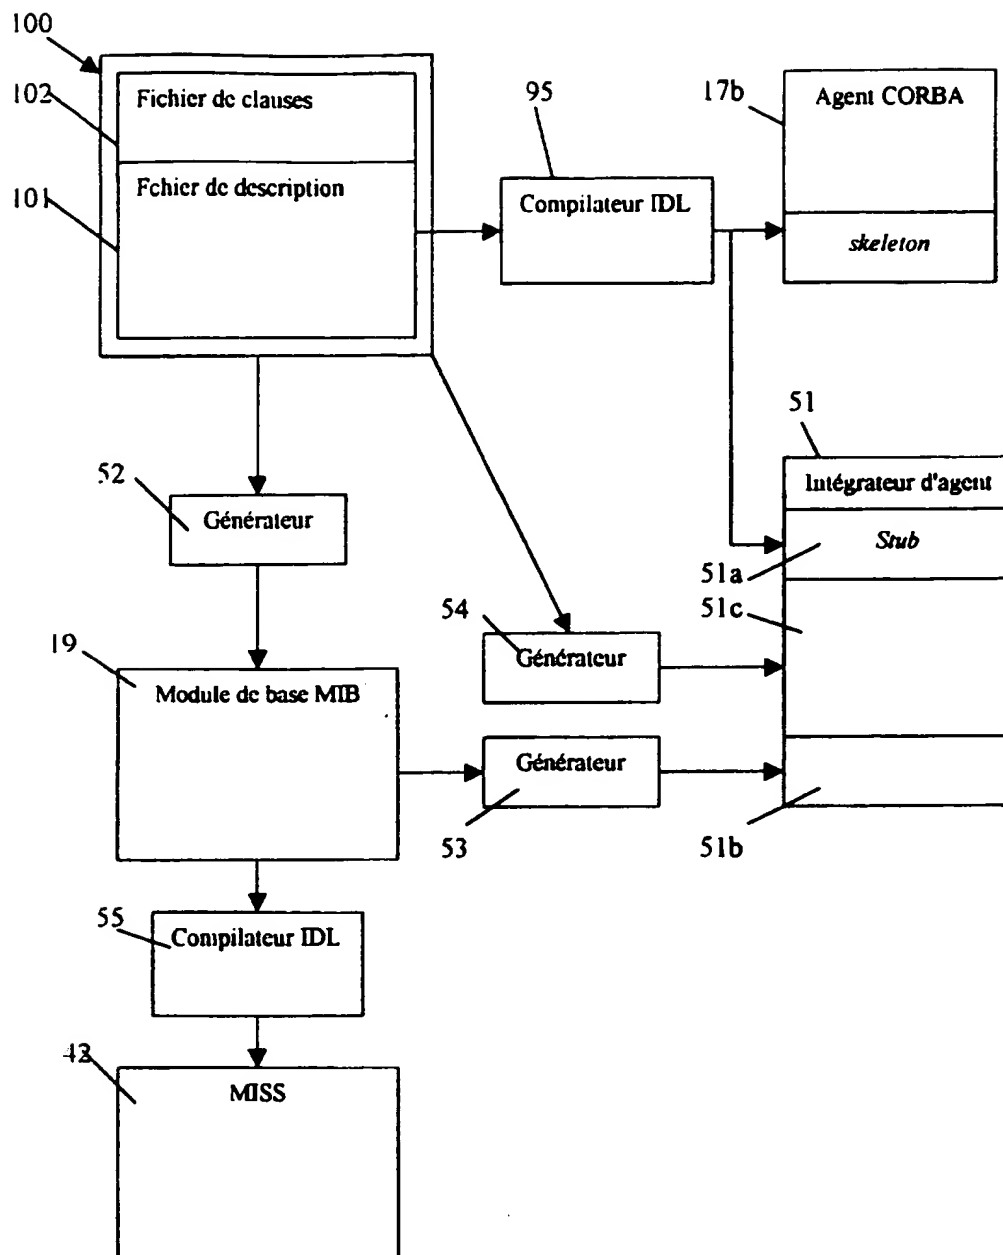 100
102
Fichier de clauses
95
17b
Agent CORBA
101
Fchier de description
Compilateur IDL
skeleton
51
Intégrateur d'agent
52
Générateur
Stub
51a
51c
54
Générateur
19
Module de base MIB
Générateur
53
51b
55
Compilateur IDL
42
MISS